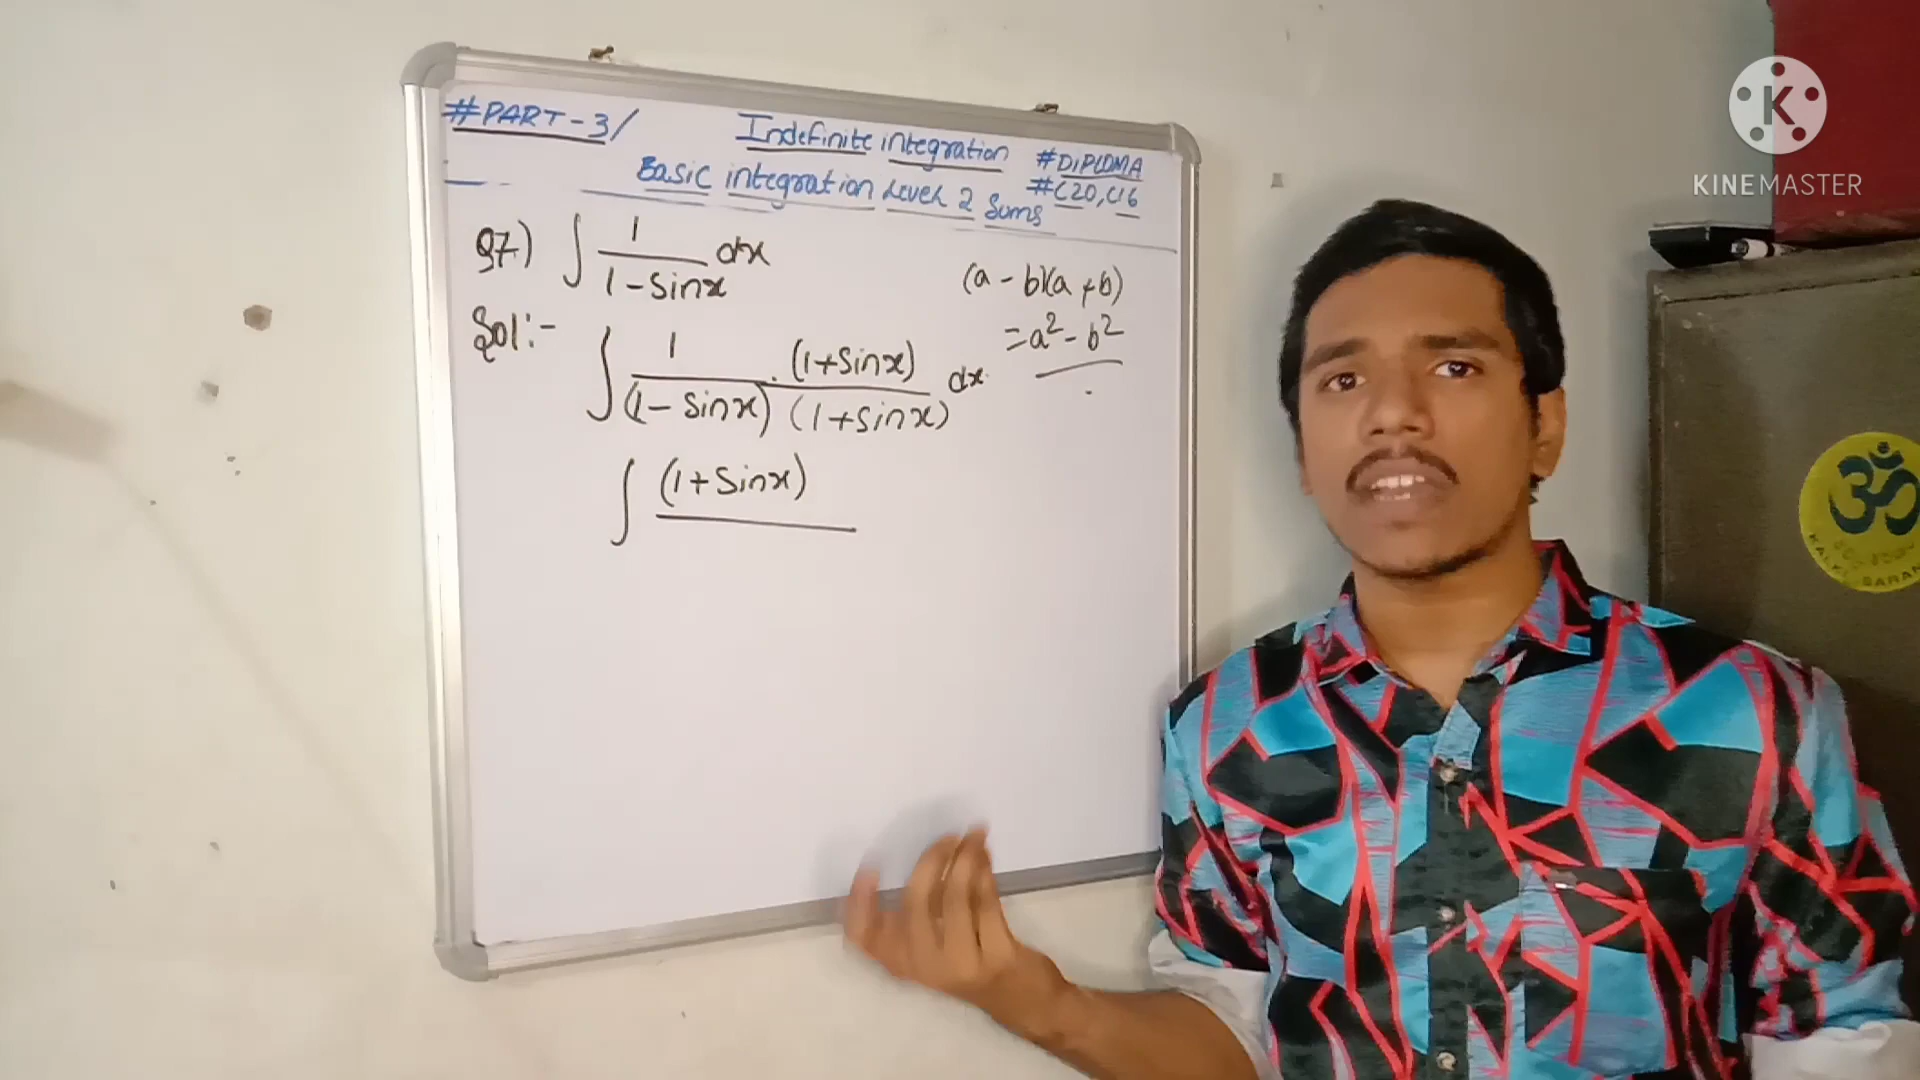 #PART-3/ Indefinite integration #DIPLOMA
Basic integration Level 2 Sums #C20,C16
97.) ∫ 1/(1-Sinx) dx
Sol:- ∫ 1/(1-Sinx) . (1+Sinx)/(1+Sinx) dx
∫ (1+Sinx)
(a-b)(a+b)
=a²-b²
KINEMASTER
ॐ